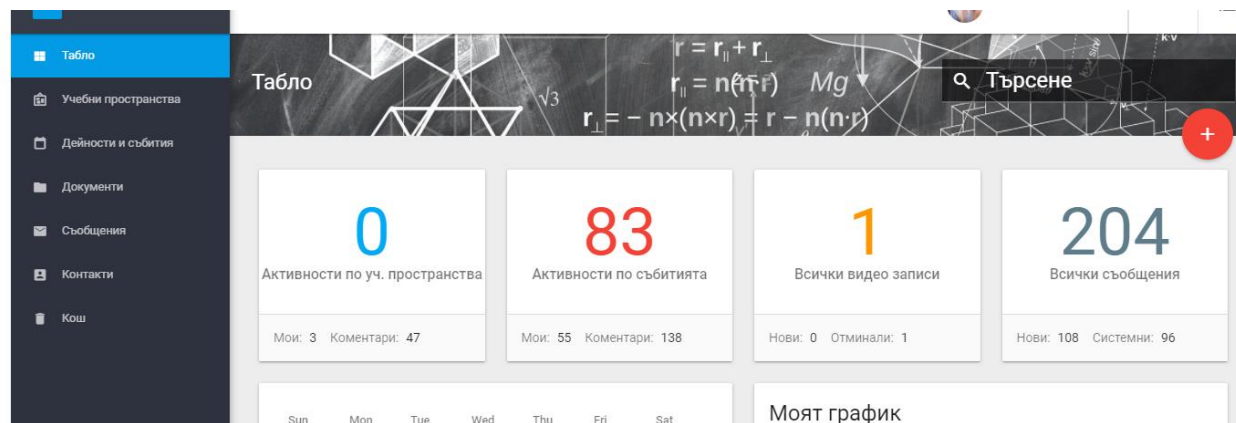 Табло
Учебни пространства
Дейности и събития
Документи
Съобщения
Контакти
Кош
Табло
√3
r = r∥ + r⊥
Mg
r⊥ = − n×(n×r) = r − n(n·r)
k·v
Търсене
+
0
Активности по уч. пространства
Мои: 3 Коментари: 47
83
Активности по събитията
Мои: 55 Коментари: 138
1
Всички видео записи
Нови: 0 Отминали: 1
204
Всички съобщения
Нови: 108 Системни: 96
Sun Mon Tue Wed Thu Fri Sat
Моят график